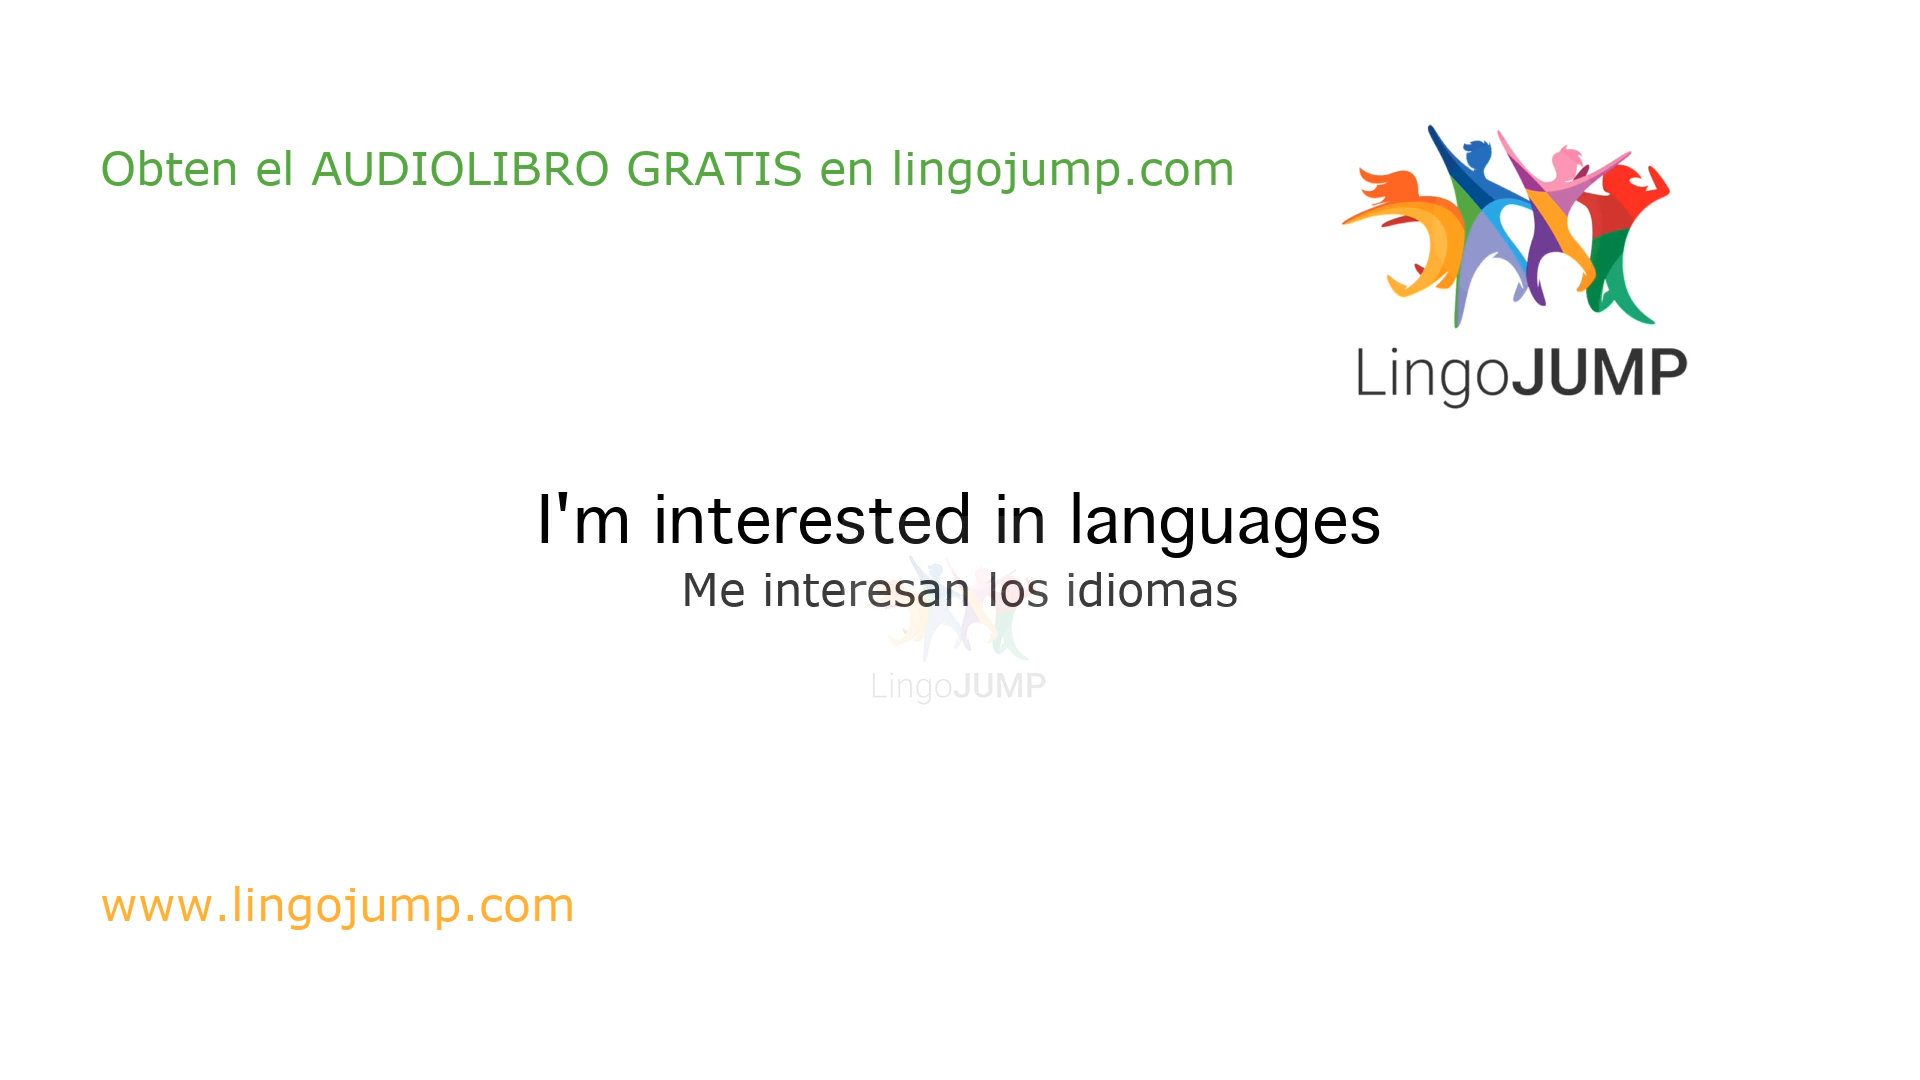 Obten el AUDIOLIBRO GRATIS en lingojump.com
LingoJUMP
I'm interested in languages
Me interesan los idiomas
LingoJUMP
www.lingojump.com